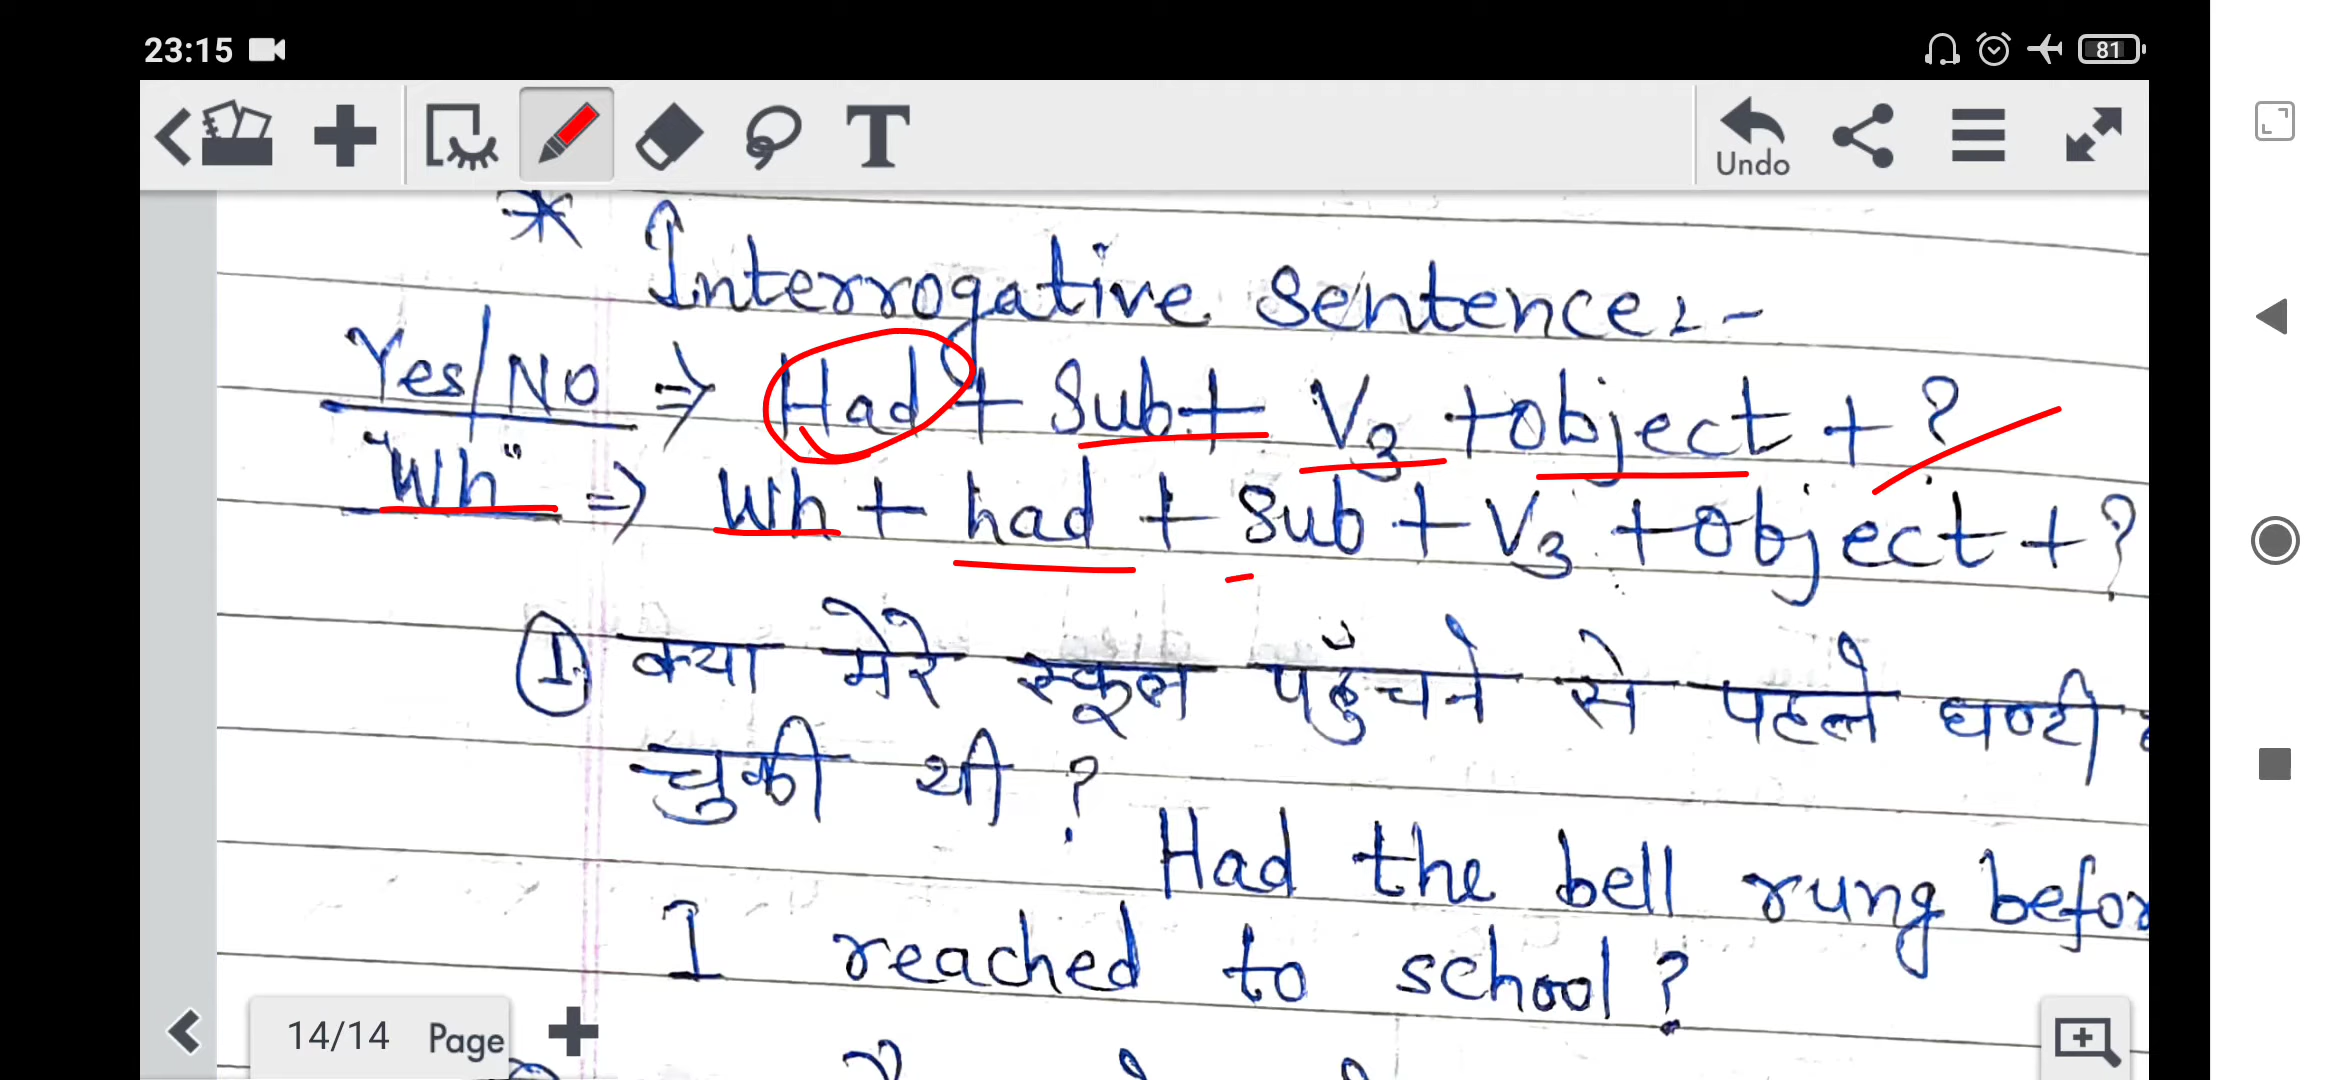 23:15 81
Undo
* Interrogative Sentence:-
Yes/No ⇒ Had + Sub + V3 + object + ?
"Wh" ⇒ Wh + had + Sub + V3 + object + ?
① क्या मेरे स्कूल पहुँचने से पहले घण्टी
चुकी थी ?
Had the bell rung befor
I reached to school ?
14/14 Page